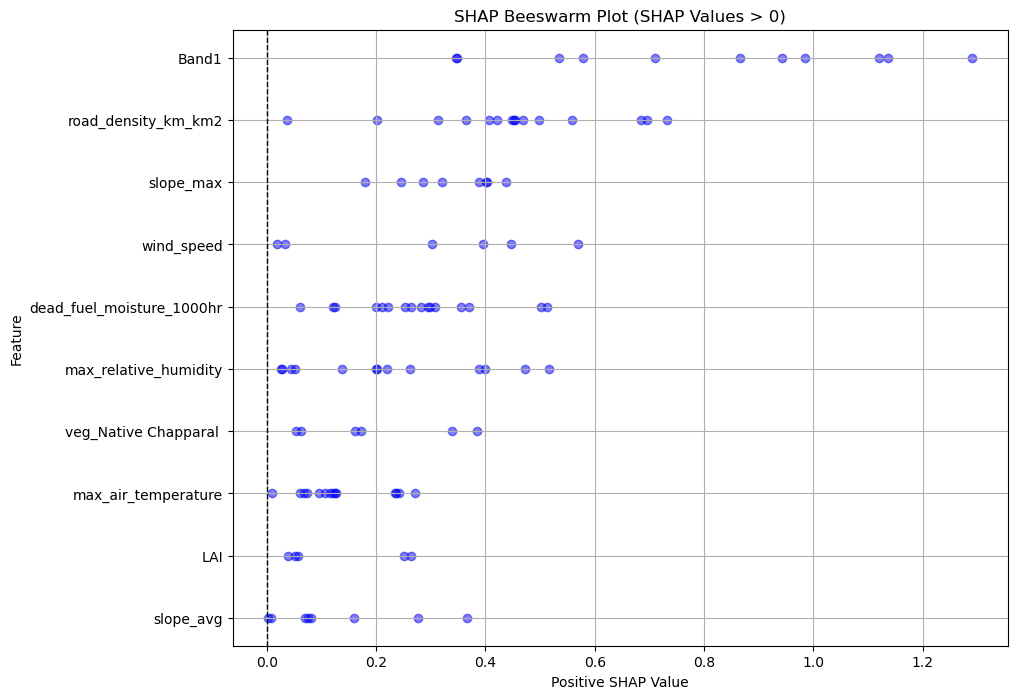 SHAP Beeswarm Plot (SHAP Values > 0)
Band1
road_density_km_km2
slope_max
wind_speed
dead_fuel_moisture_1000hr
max_relative_humidity
veg_Native Chapparal
max_air_temperature
LAI
slope_avg
Feature
0.0 0.2 0.4 0.6 0.8 1.0 1.2
Positive SHAP Value